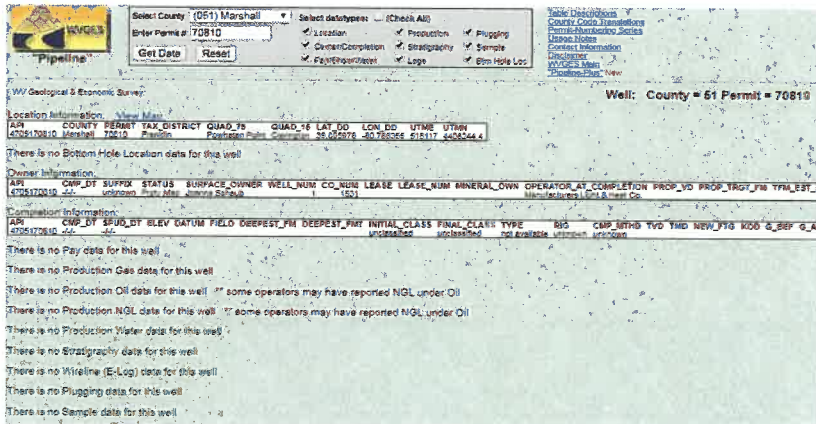 WVGES
"Pipeline"
Select County: (051) Marshall
Enter Permit #: 70810
Get Data Reset
Select datatypes: (Check All)
Location Production Plugging
Owner/Completion Stratigraphy Sample
Pay/Show/Water Logs Btm Hole Loc
Table Descriptions
County Code Translations
Permit-Numbering Series
Usage Notes
Contact Information
Disclaimer
WVGES Main
"Pipeline-Plus" New
WV Geological & Economic Survey
Well: County = 51 Permit = 70810
Location Information: View Map
API COUNTY PERMIT TAX_DISTRICT QUAD_75 QUAD_15 LAT_DD LON_DD UTME UTMN
4705170810 Marshall 70810 Franklin Powhatan Point
There is no Bottom Hole Location data for this well
Owner Information:
API CMP_DT SUFFIX STATUS SURFACE_OWNER WELL_NUM CO_NUM LEASE LEASE_NUM MINERAL_OWN OPERATOR_AT_COMPLETION PROP_VD PROP_TRGT_FM TFM_EST_
4705170810 -/-/- unknown 1 Manufacturers Light & Heat Co.
Completion Information:
API CMP_DT SPUD_DT ELEV DATUM FIELD DEEPEST_FM DEEPEST_FMT INITIAL_CLASS FINAL_CLASS TYPE RIG CMP_MTHD TVD TMD NEW_FTG KOD G_BEF G_A
4705170810 -/-/- -/-/- unclassified unclassified not available unknown unknown
There is no Pay data for this well
There is no Production Gas data for this well
There is no Production Oil data for this well ** some operators may have reported NGL under Oil
There is no Production NGL data for this well ** some operators may have reported NGL under Oil
There is no Production Water data for this well
There is no Stratigraphy data for this well
There is no Wireline (E-Log) data for this well
There is no Plugging data for this well
There is no Sample data for this well